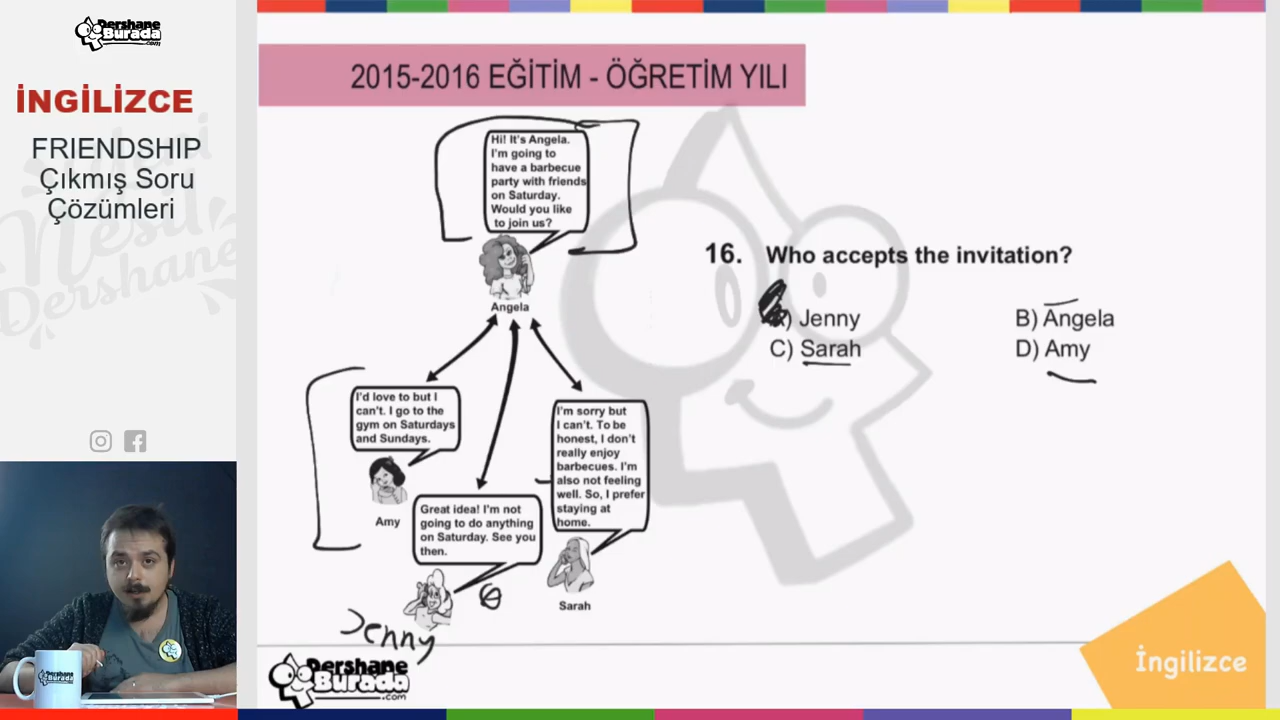 Dershane
Burada
.com
İNGİLİZCE
FRIENDSHIP
Çıkmış Soru
Çözümleri
2015-2016 EĞİTİM - ÖĞRETİM YILI
Hi! It's Angela.
I'm going to
have a barbecue
party with friends
on Saturday.
Would you like
to join us?
Angela
I'd love to but I
can't. I go to the
gym on Saturdays
and Sundays.
Amy
Great idea! I'm not
going to do anything
on Saturday. See you
then.
Jenny
I'm sorry but
I can't. To be
honest, I don't
really enjoy
barbecues. I'm
also not feeling
well. So, I prefer
staying at
home.
Sarah
16. Who accepts the invitation?
) Jenny
B) Angela
C) Sarah
D) Amy
Dershane
Burada
.com
İngilizce